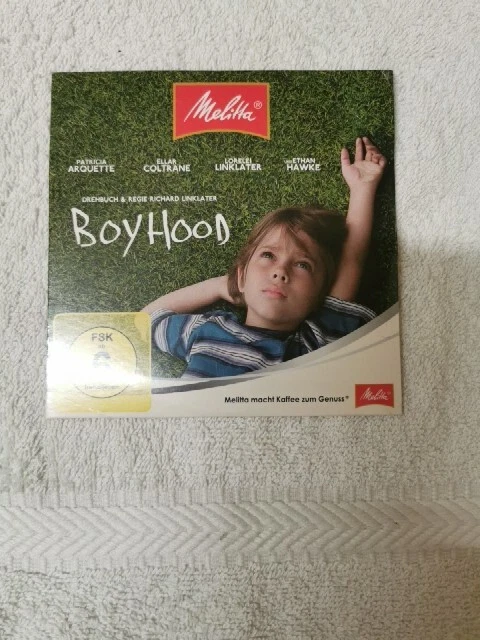 Melitta®
PATRICIA ARQUETTE
ELLAR COLTRANE
LORELEI LINKLATER
ETHAN HAWKE
DREHBUCH & REGIE RICHARD LINKLATER
BOYHOOD
FSK
Melitta macht Kaffee zum Genuss®
Melitta®